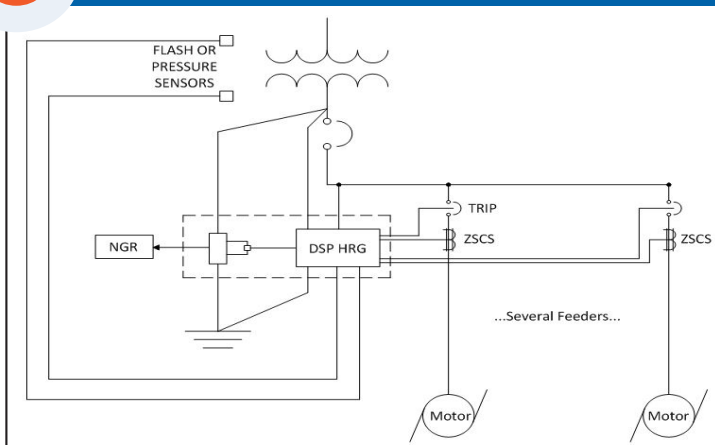 FLASH OR
PRESSURE
SENSORS
TRIP
NGR
DSP HRG
ZSCS
ZSCS
...Several Feeders...
Motor
Motor